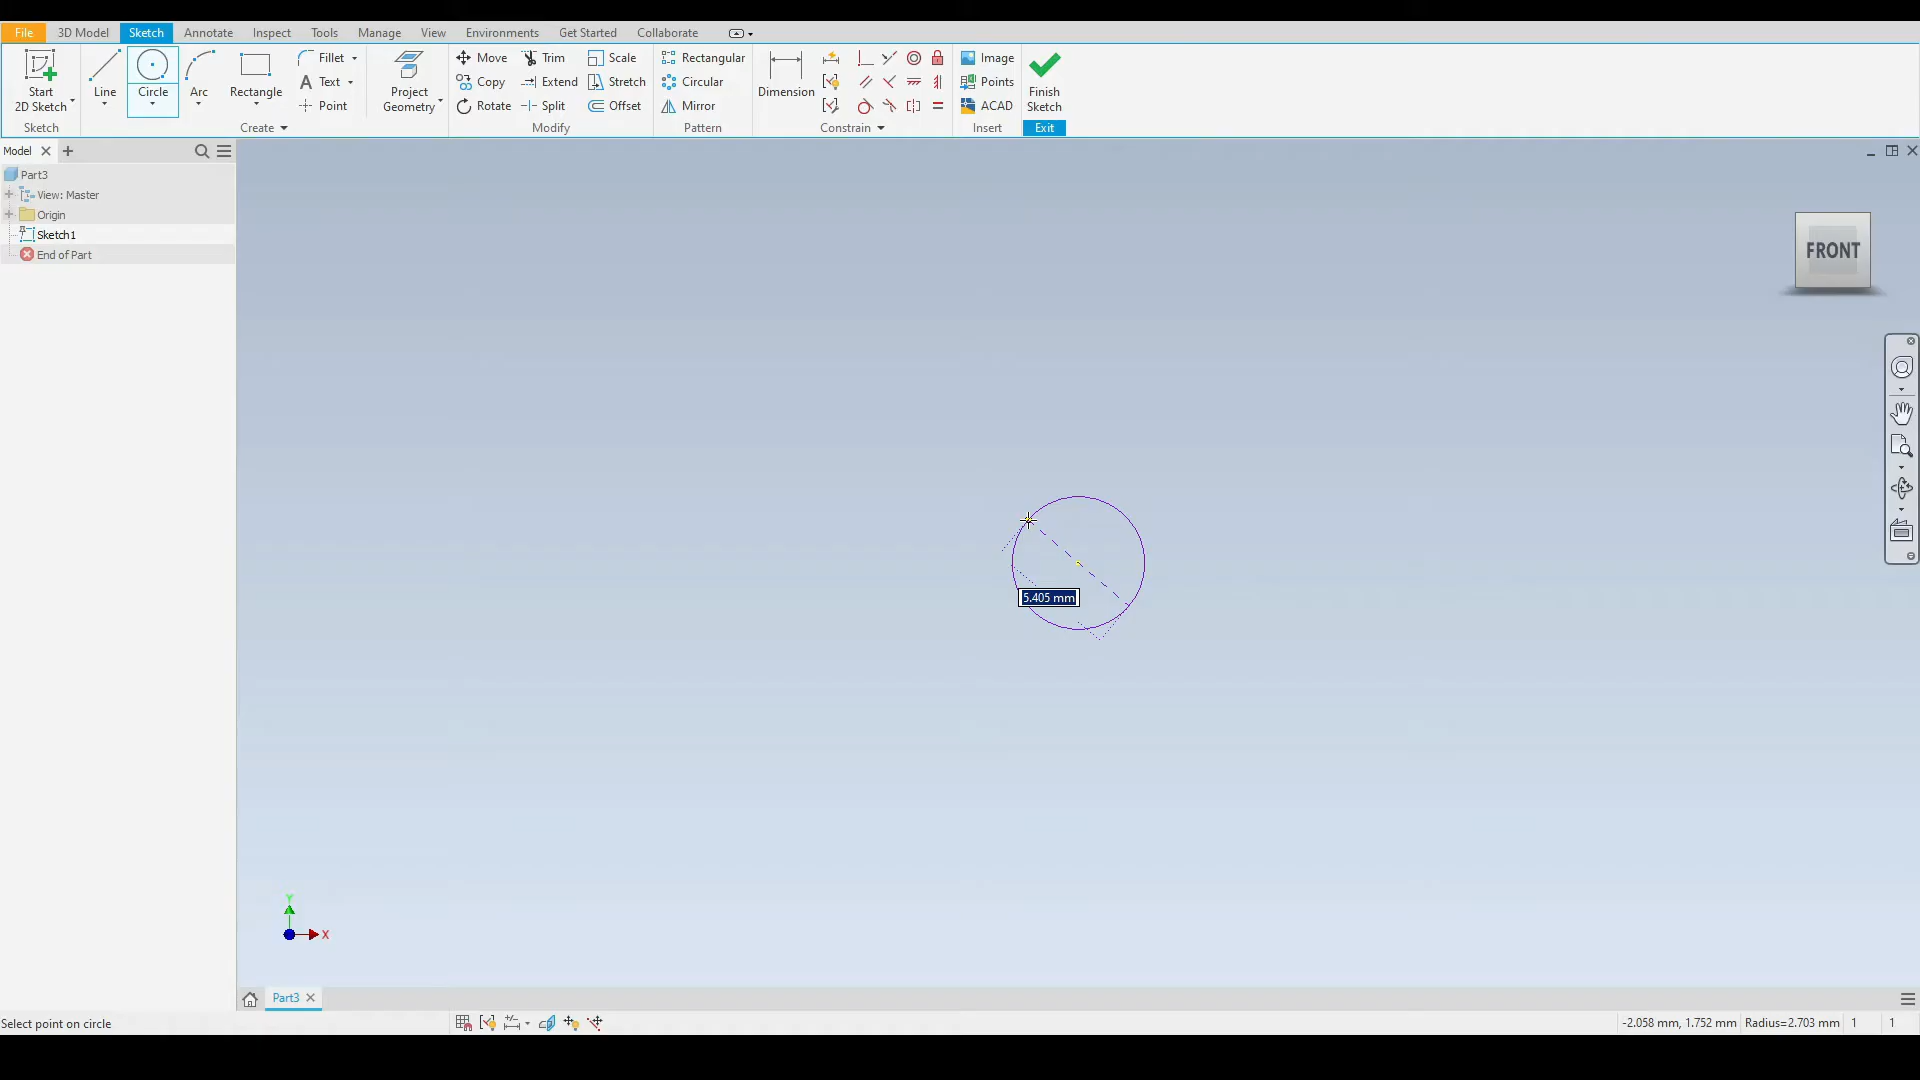 File 3D Model Sketch Annotate Inspect Tools Manage View Environments Get Started Collaborate
Start
2D Sketch
Line
Circle
Arc
Rectangle
Fillet
Text
Point
Project
Geometry
Move
Copy
Rotate
Trim
Extend
Split
Scale
Stretch
Offset
Rectangular
Circular
Mirror
Dimension
Image
Points
ACAD
Finish
Sketch
Sketch Create Modify Pattern Constrain Insert Exit
Model
Part3
View: Master
Origin
Sketch1
End of Part
FRONT
5.405 mm
Y
X
Part3
Select point on circle
-2.058 mm, 1.752 mm Radius=2.703 mm 1 1